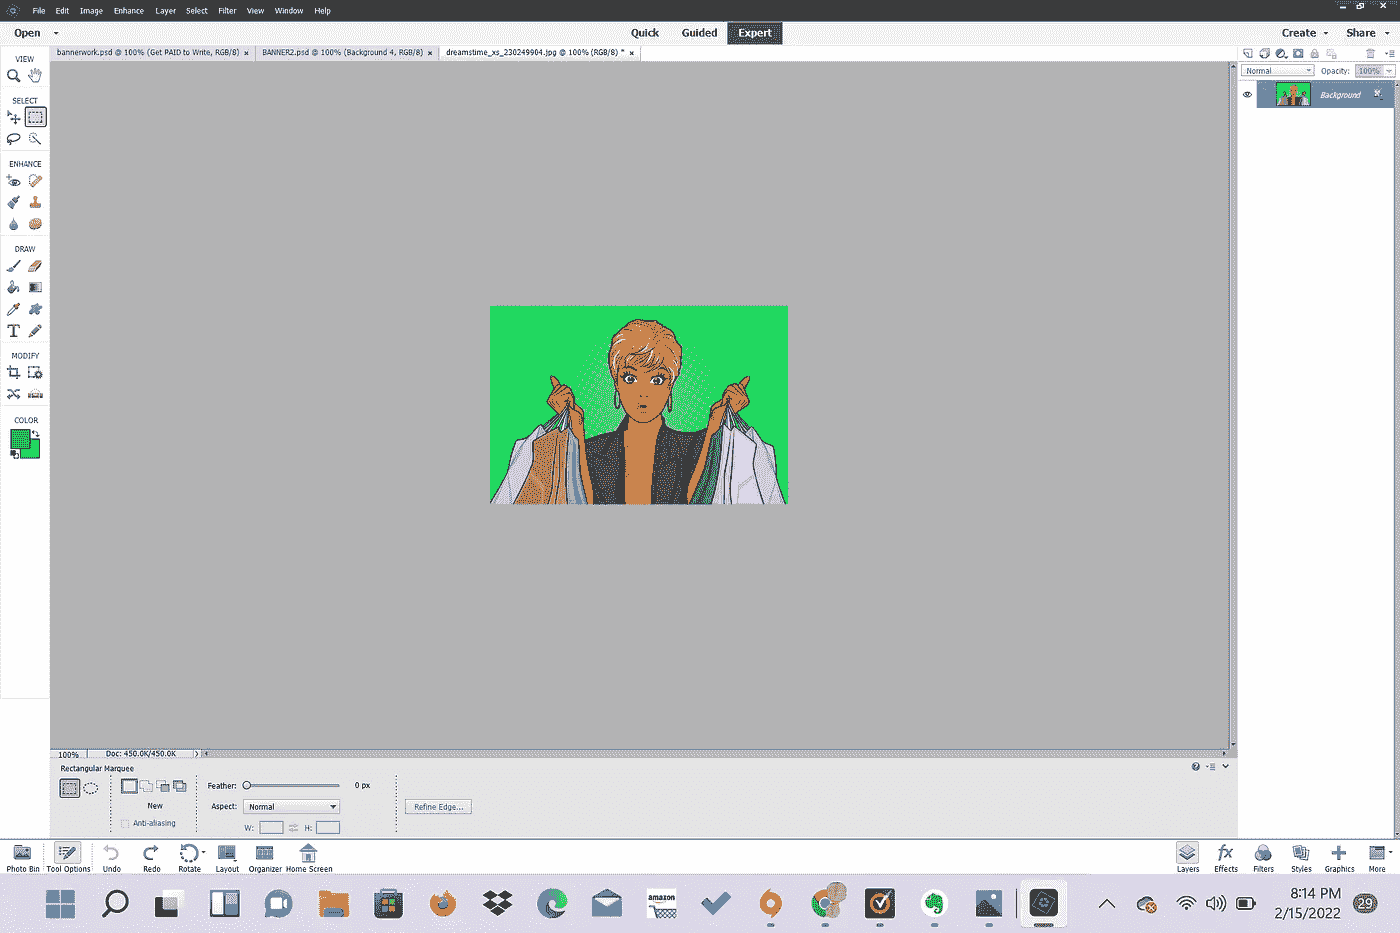 File Edit Image Enhance Layer Select Filter View Window Help
Open Quick Guided Expert Create Share
bannerwork.psd @ 100% (Get PAID to Write, RGB/8) × BANNER2.psd @ 100% (Background 4, RGB/8) × dreamstime_xs_230249904.jpg @ 100% (RGB/8) * ×
Normal Opacity: 100%
Background
VIEW
SELECT
ENHANCE
DRAW
MODIFY
COLOR
100% Doc: 450.0K/450.0K
Rectangular Marquee
New
Anti-aliasing
Feather: 0 px
Aspect: Normal
W: H:
Refine Edge...
Photo Bin Tool Options Undo Redo Rotate Layout Organizer Home Screen Layers Effects Filters Styles Graphics More
amazon
8:14 PM
2/15/2022
29